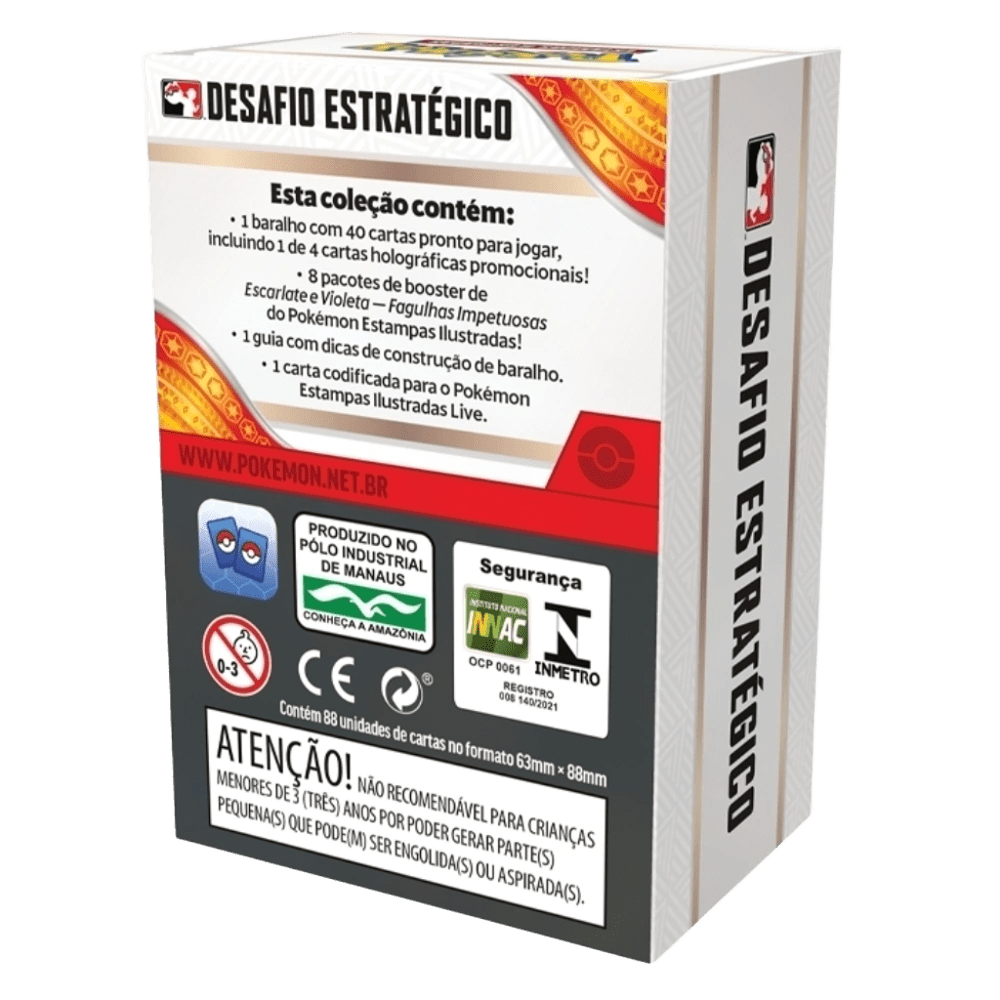 DESAFIO ESTRATÉGICO
Esta coleção contém:
• 1 baralho com 40 cartas pronto para jogar,
incluindo 1 de 4 cartas holográficas promocionais!
• 8 pacotes de booster de
Escarlate e Violeta — Fagulhas Impetuosas
do Pokémon Estampas Ilustradas!
• 1 guia com dicas de construção de baralho.
• 1 carta codificada para o Pokémon
Estampas Ilustradas Live.
WWW.POKEMON.NET.BR
PRODUZIDO NO
PÓLO INDUSTRIAL
DE MANAUS
CONHEÇA A AMAZÔNIA
Segurança
INSTITUTO NACIONAL
INNAC
OCP 0061
INMETRO
REGISTRO
008 140/2021
0-3
CE
®
Contém 88 unidades de cartas no formato 63mm × 88mm
ATENÇÃO! NÃO RECOMENDÁVEL PARA CRIANÇAS
MENORES DE 3 (TRÊS) ANOS POR PODER GERAR PARTE(S)
PEQUENA(S) QUE PODE(M) SER ENGOLIDA(S) OU ASPIRADA(S).
DESAFIO ESTRATÉGICO